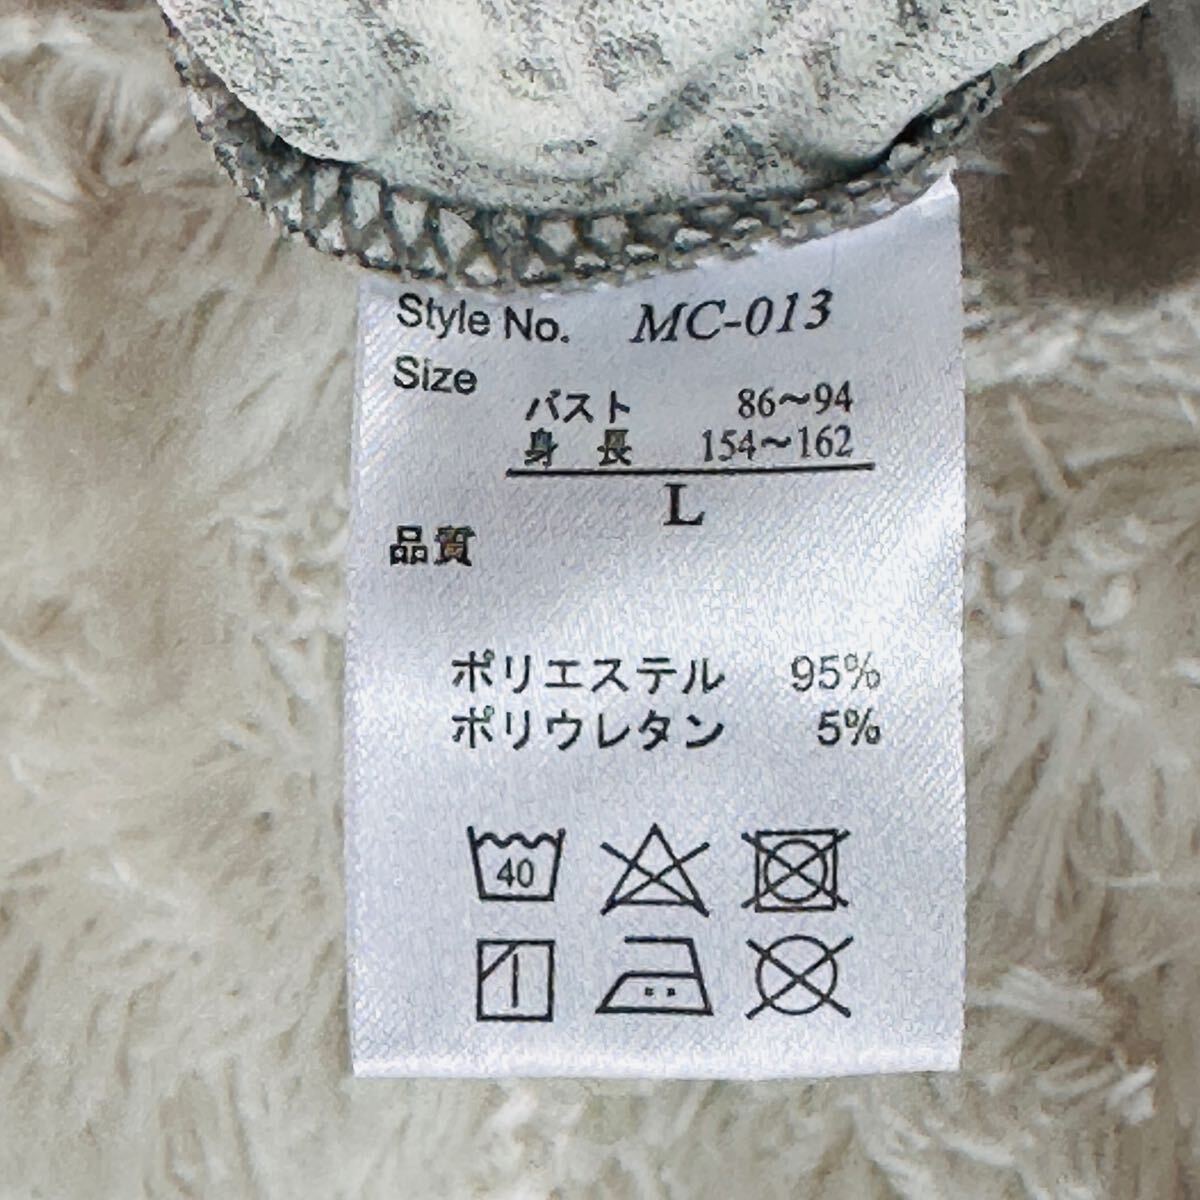 Style No. MC-013
Size
バスト 86〜94
身 長 154〜162
L
品質
ポリエステル 95%
ポリウレタン 5%
40